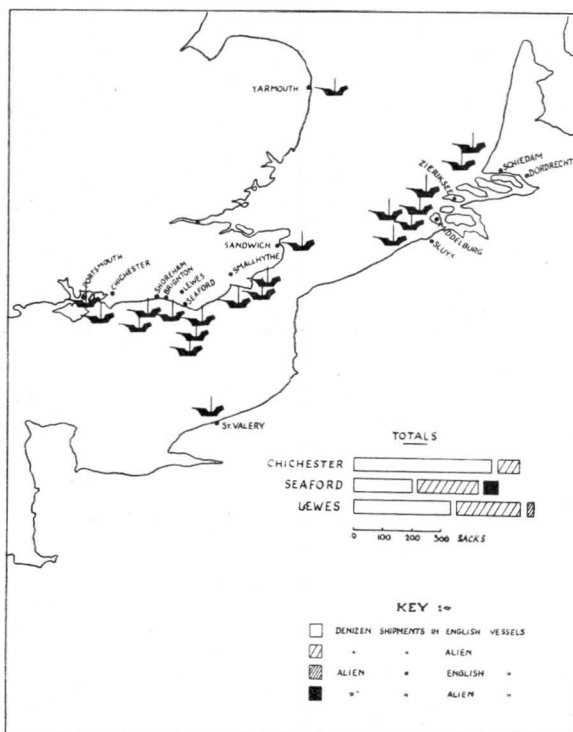 YARMOUTH
SCHIEDAM
DORDRECHT
ZIERIKSEE
MIDDELBURG
SLUYS
SANDWICH
SMALLHYTHE
PORTSMOUTH
CHICHESTER
SHOREHAM
BRIGHTON
LEWES
SEAFORD
ST. VALERY
TOTALS
CHICHESTER
SEAFORD
LEWES
0 100 200 300 SACKS
KEY :~
DENIZEN SHIPMENTS IN ENGLISH VESSELS
" " ALIEN
ALIEN " ENGLISH "
" " ALIEN "